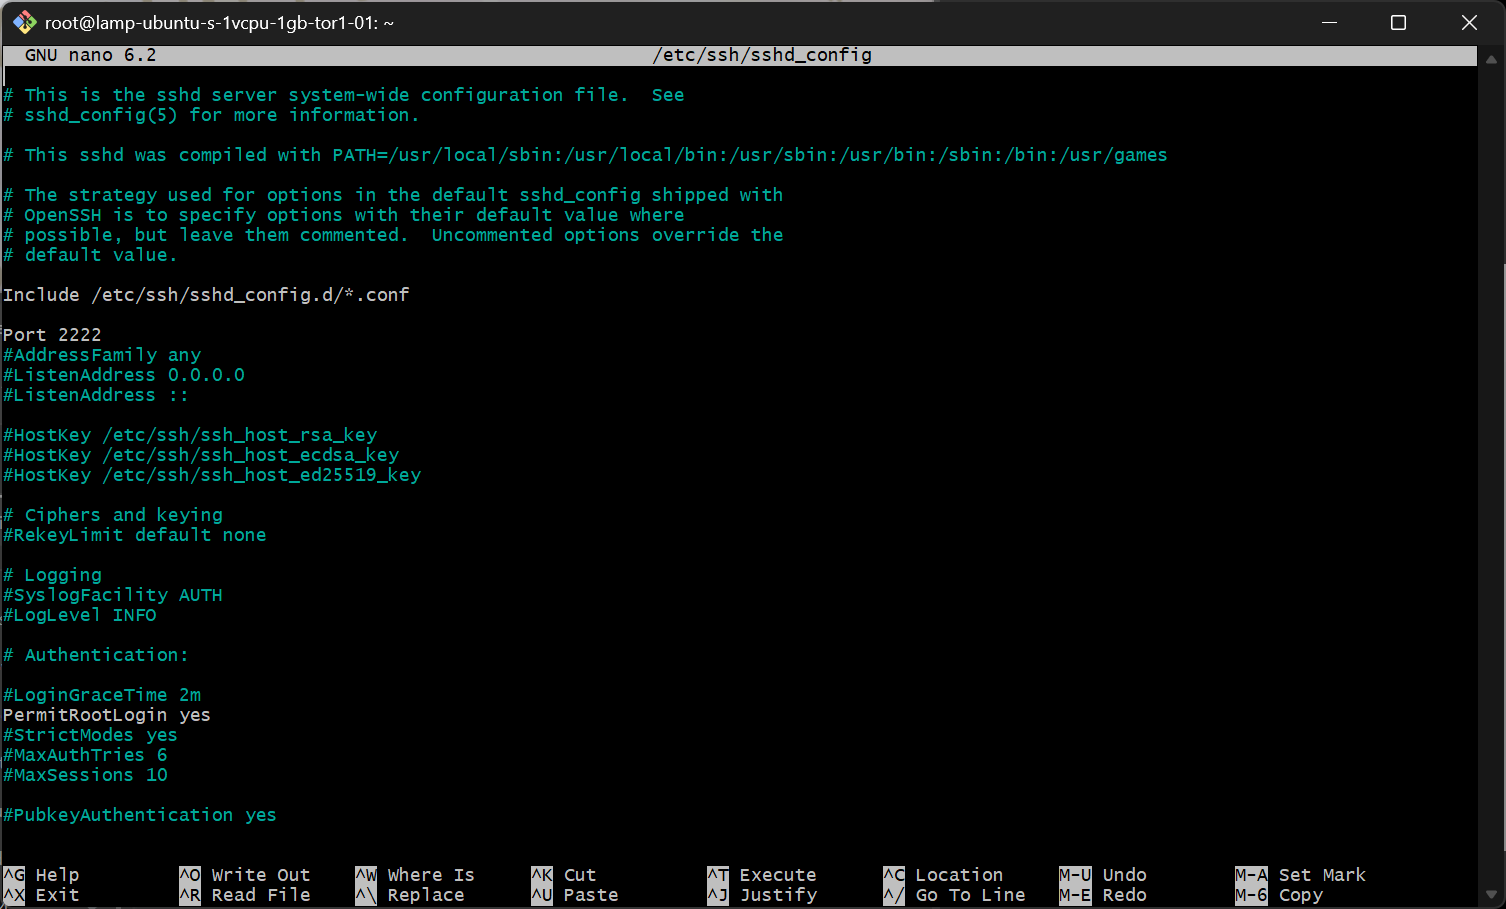 root@lamp-ubuntu-s-1vcpu-1gb-tor1-01: ~
GNU nano 6.2 /etc/ssh/sshd_config
# This is the sshd server system-wide configuration file.  See
# sshd_config(5) for more information.
# This sshd was compiled with PATH=/usr/local/sbin:/usr/local/bin:/usr/sbin:/usr/bin:/sbin:/bin:/usr/games
# The strategy used for options in the default sshd_config shipped with
# OpenSSH is to specify options with their default value where
# possible, but leave them commented.  Uncommented options override the
# default value.
Include /etc/ssh/sshd_config.d/*.conf
Port 2222
#AddressFamily any
#ListenAddress 0.0.0.0
#ListenAddress ::
#HostKey /etc/ssh/ssh_host_rsa_key
#HostKey /etc/ssh/ssh_host_ecdsa_key
#HostKey /etc/ssh/ssh_host_ed25519_key
# Ciphers and keying
#RekeyLimit default none
# Logging
#SyslogFacility AUTH
#LogLevel INFO
# Authentication:
#LoginGraceTime 2m
PermitRootLogin yes
#StrictModes yes
#MaxAuthTries 6
#MaxSessions 10
#PubkeyAuthentication yes
^G Help ^O Write Out ^W Where Is ^K Cut ^T Execute ^C Location M-U Undo M-A Set Mark
^X Exit ^R Read File ^\ Replace ^U Paste ^J Justify ^/ Go To Line M-E Redo M-6 Copy